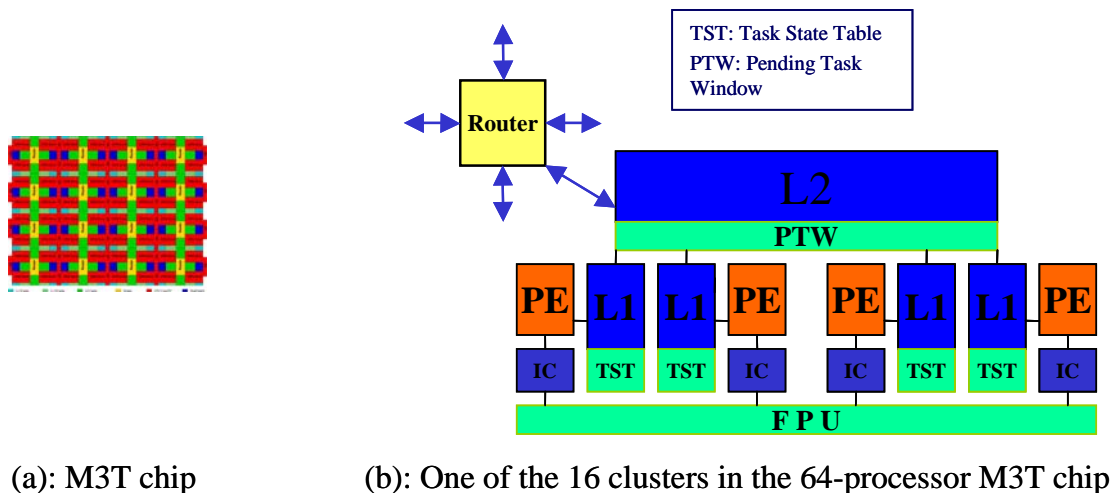 TST: Task State Table
PTW: Pending Task
Window
Router
L2
PTW
PE L1 L1 PE PE L1 L1 PE
IC TST TST IC IC TST TST IC
F P U
(a): M3T chip
(b): One of the 16 clusters in the 64-processor M3T chip